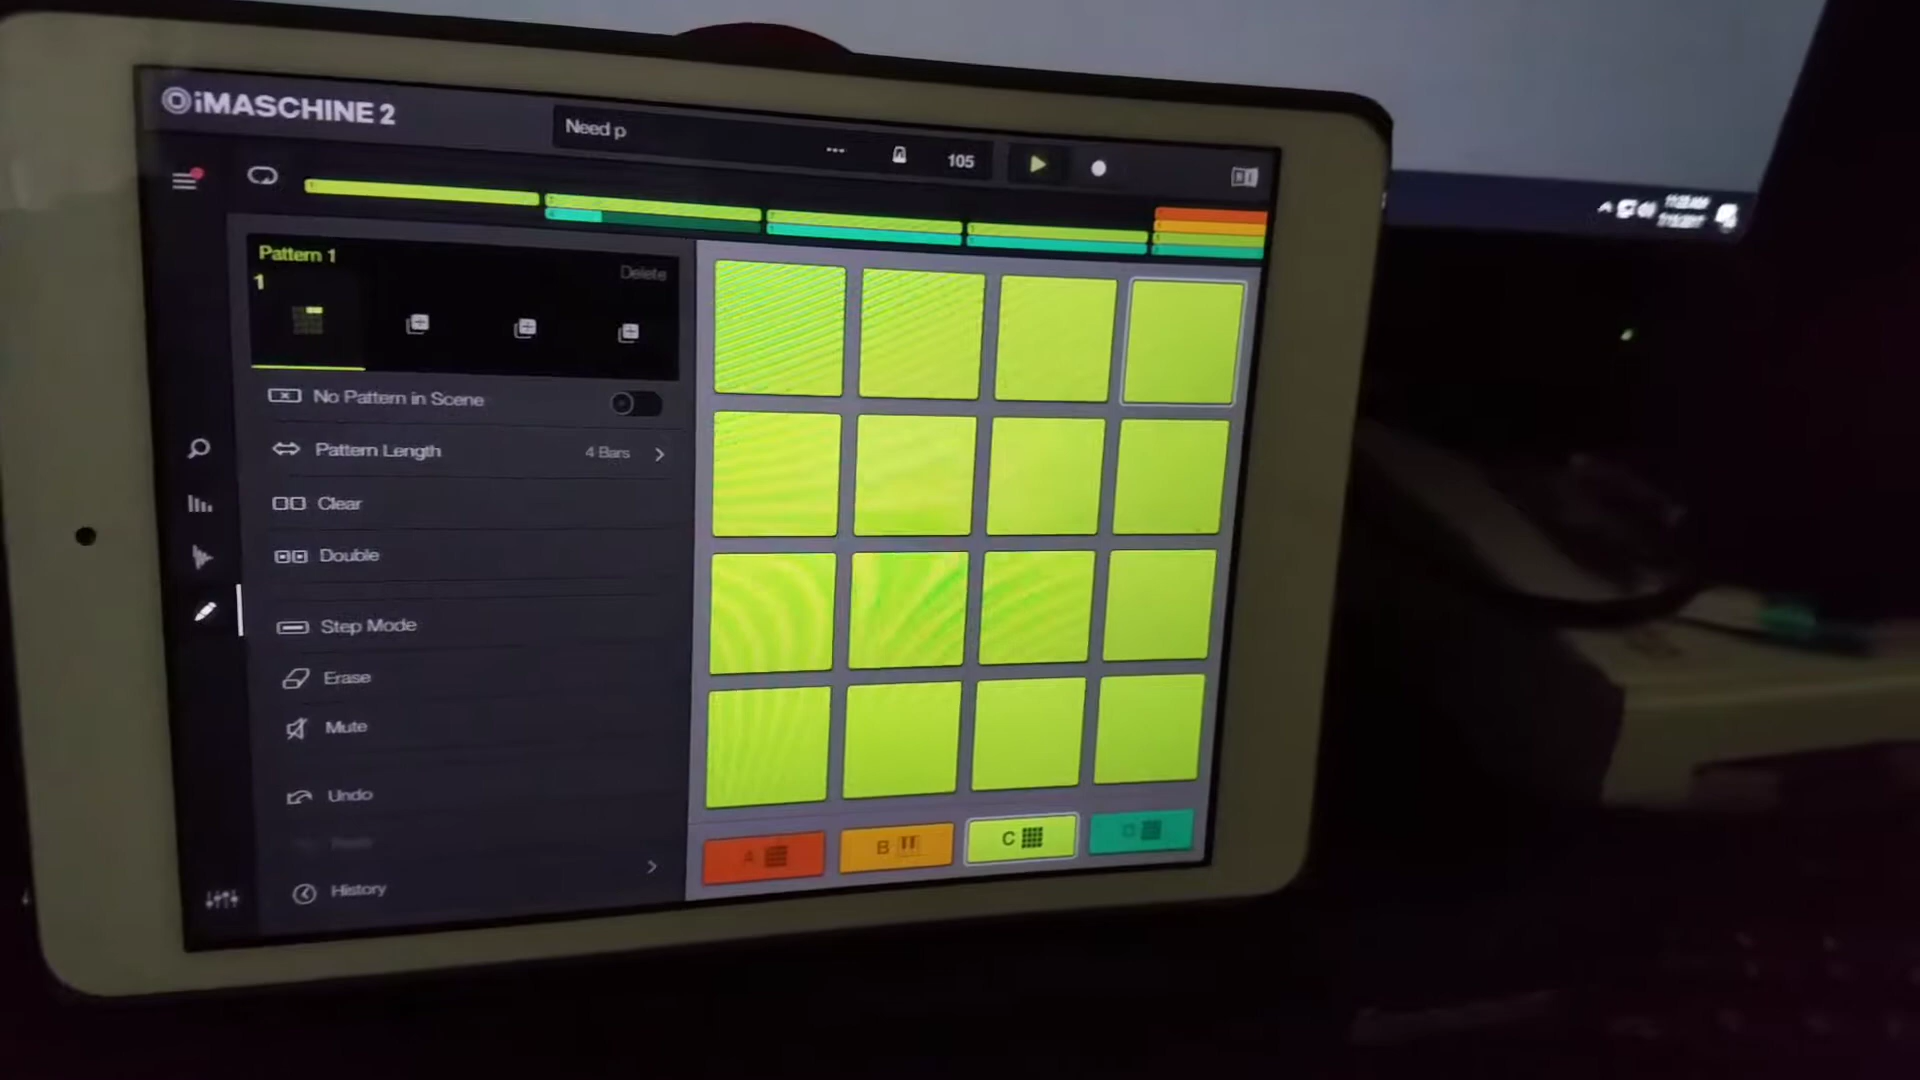 iMASCHINE 2
Need p
105
Pattern 1
Delete
1
No Pattern in Scene
Pattern Length
4 Bars
Clear
Double
Step Mode
Erase
Mute
Undo
History
A
B
C
D